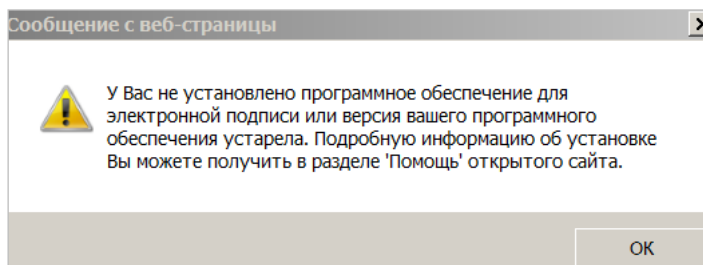 Сообщение с веб-страницы
У Вас не установлено программное обеспечение для
электронной подписи или версия вашего программного
обеспечения устарела. Подробную информацию об установке
Вы можете получить в разделе 'Помощь' открытого сайта.
ОК